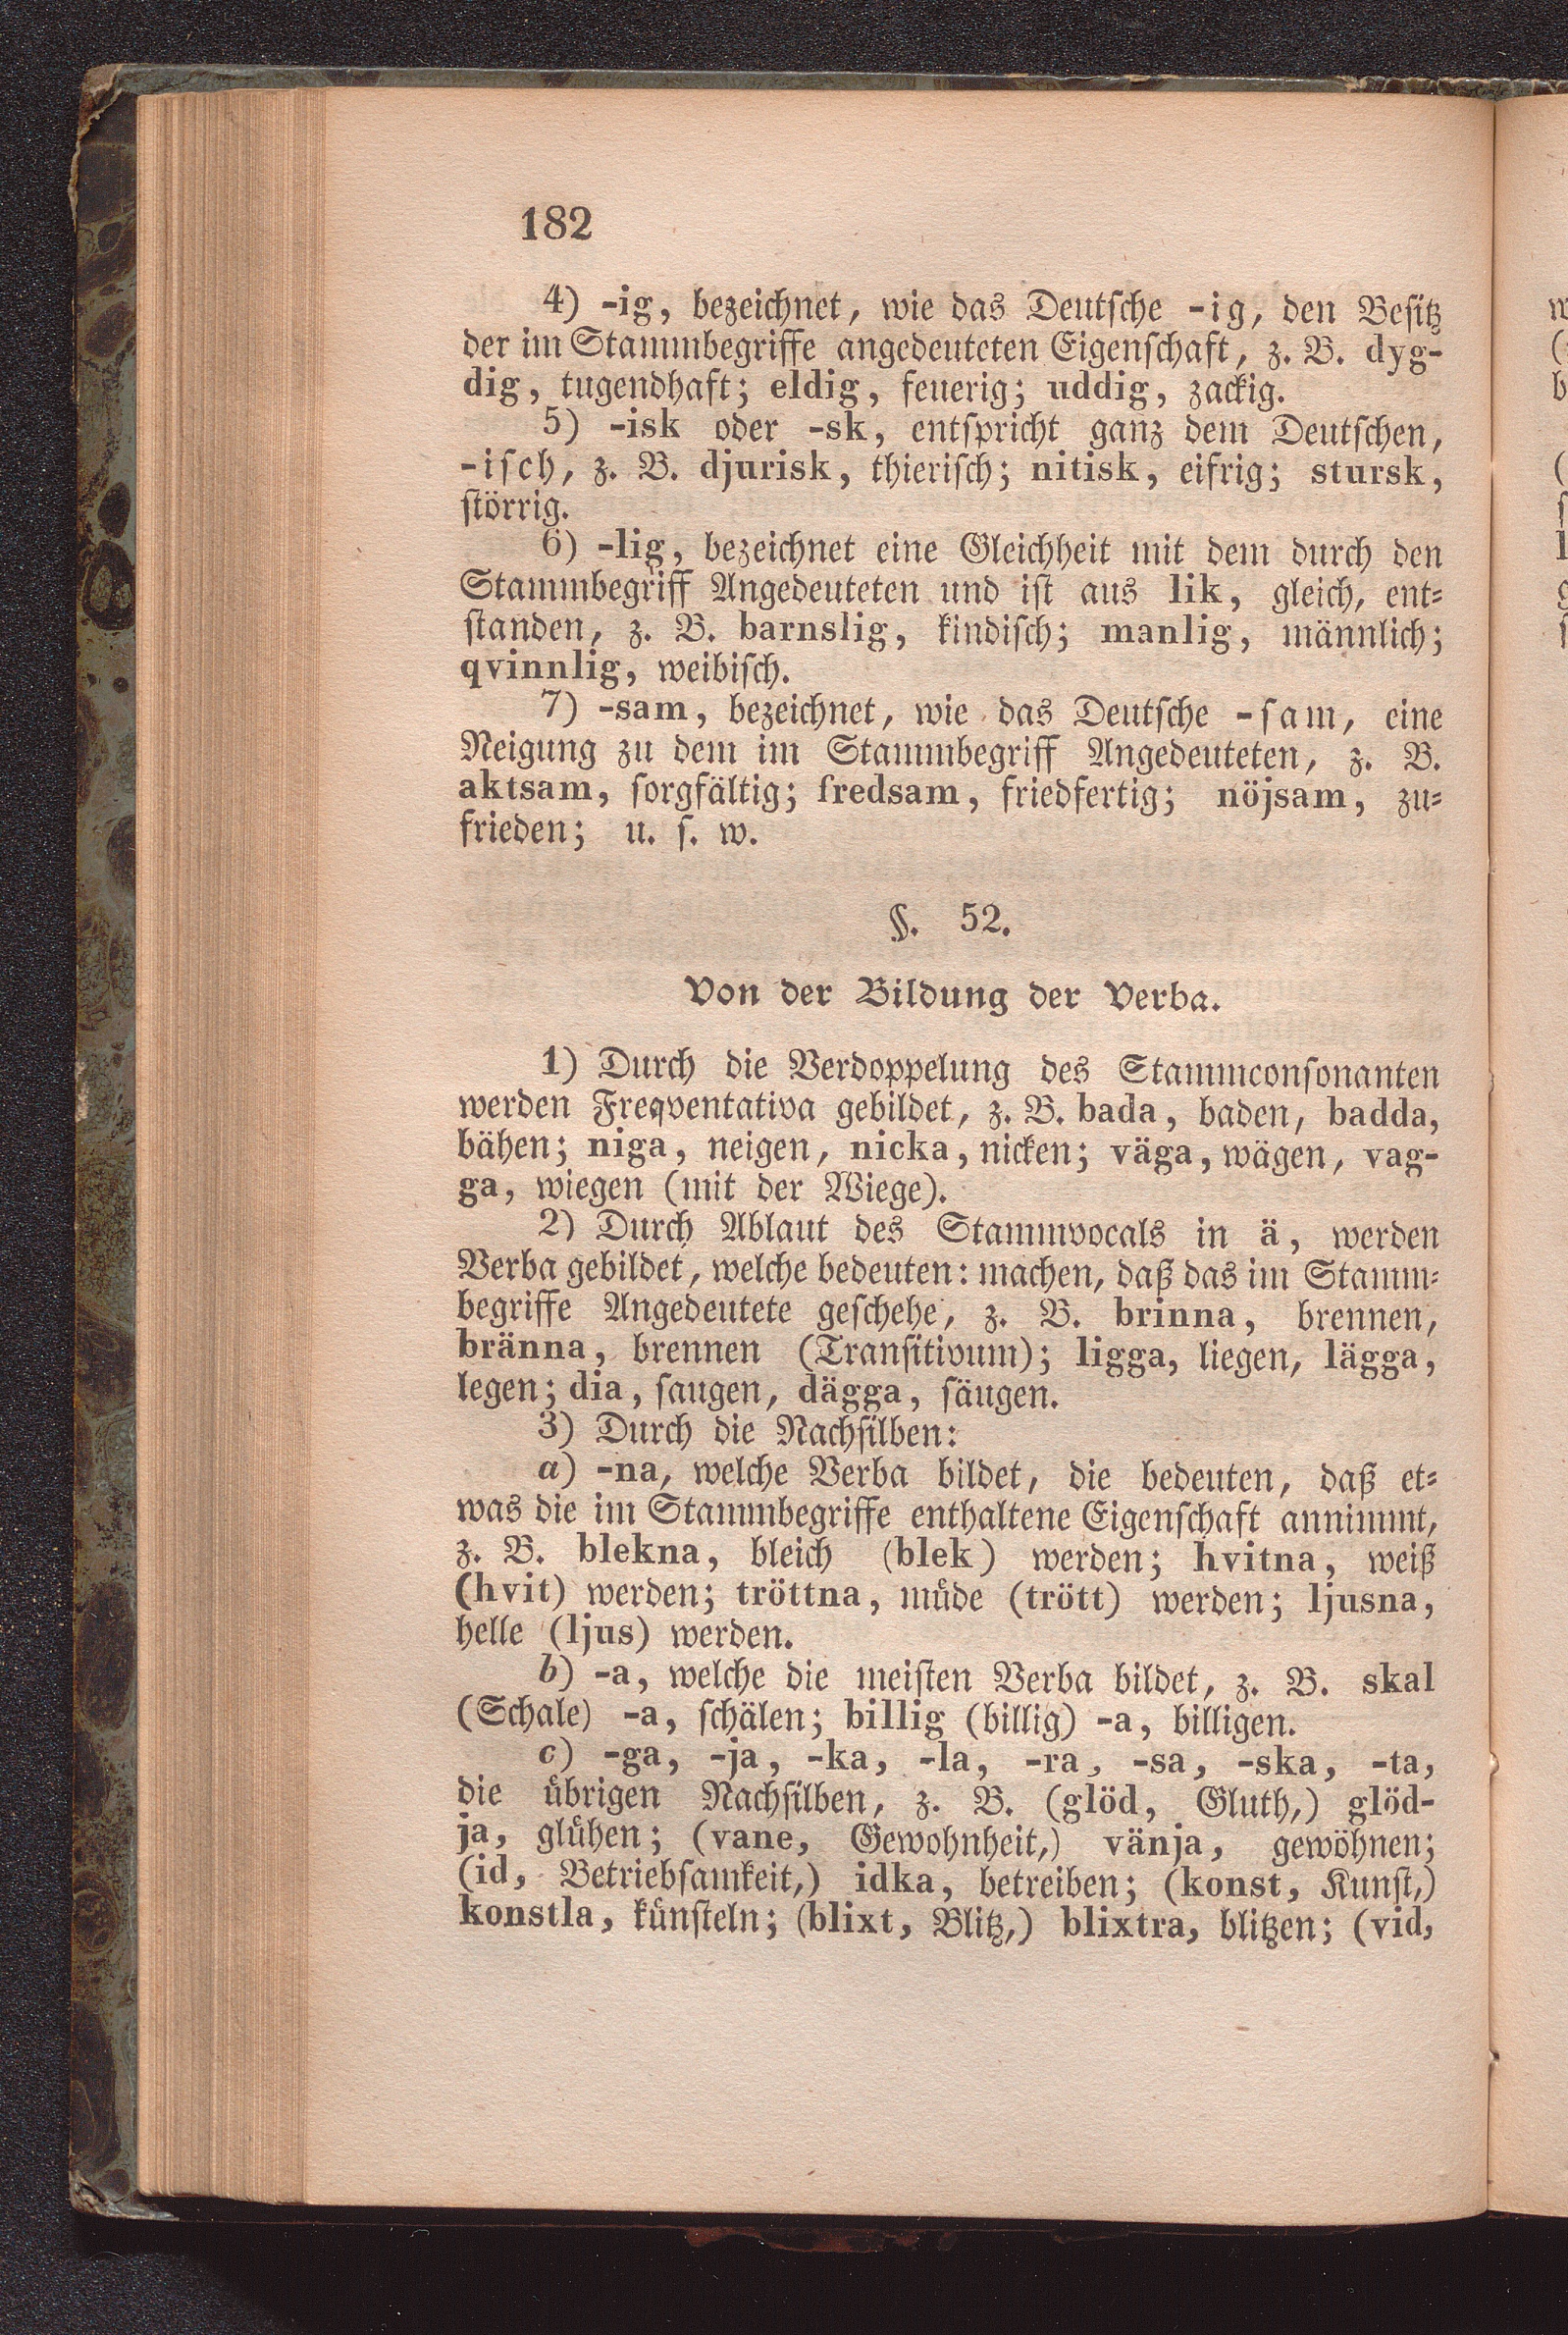 182
4) -ig, bezeichnet, wie das Deutsche -ig, den Besitz
der im Stammbegriffe angedeuteten Eigenschaft, z. B. dyg-
dig, tugendhaft; eldig, feuerig; uddig, zackig.
5) -isk oder -sk, entspricht ganz dem Deutschen,
-isch, z. B. djurisk, thierisch; nitisk, eifrig; stursk,
störrig.
6) -lig, bezeichnet eine Gleichheit mit dem durch den
Stammbegriff Angedeuteten und ist aus lik, gleich, ent-
standen, z. B. barnslig, kindisch; manlig, männlich;
qvinnlig, weibisch.
7) -sam, bezeichnet, wie das Deutsche -sam, eine
Neigung zu dem im Stammbegriff Angedeuteten, z. B.
aktsam, sorgfältig; fredsam, friedfertig; nöjsam, zu-
frieden; u. s. w.
§. 52.
Von der Bildung der Verba.
1) Durch die Verdoppelung des Stammconsonanten
werden Freqventativa gebildet, z. B. bada, baden, badda,
bähen; niga, neigen, nicka, nicken; väga, wägen, vag-
ga, wiegen (mit der Wiege).
2) Durch Ablaut des Stammvocals in ä, werden
Verba gebildet, welche bedeuten: machen, daß das im Stamm-
begriffe Angedeutete geschehe, z. B. brinna, brennen,
bränna, brennen (Transitivum); ligga, liegen, lägga,
legen; dia, saugen, dägga, säugen.
3) Durch die Nachsilben:
a) -na, welche Verba bildet, die bedeuten, daß et-
was die im Stammbegriffe enthaltene Eigenschaft annimmt,
z. B. blekna, bleich (blek) werden; hvitna, weiß
(hvit) werden; tröttna, müde (trött) werden; ljusna,
helle (ljus) werden.
b) -a, welche die meisten Verba bildet, z. B. skal
(Schale) -a, schälen; billig (billig) -a, billigen.
c) -ga, -ja, -ka, -la, -ra, -sa, -ska, -ta,
die übrigen Nachsilben, z. B. (glöd, Gluth,) glöd-
ja, glühen; (vane, Gewohnheit,) vänja, gewöhnen;
(id, Betriebsamkeit,) idka, betreiben; (konst, Kunst,)
konstla, künsteln; (blixt, Blitz,) blixtra, blitzen; (vid,